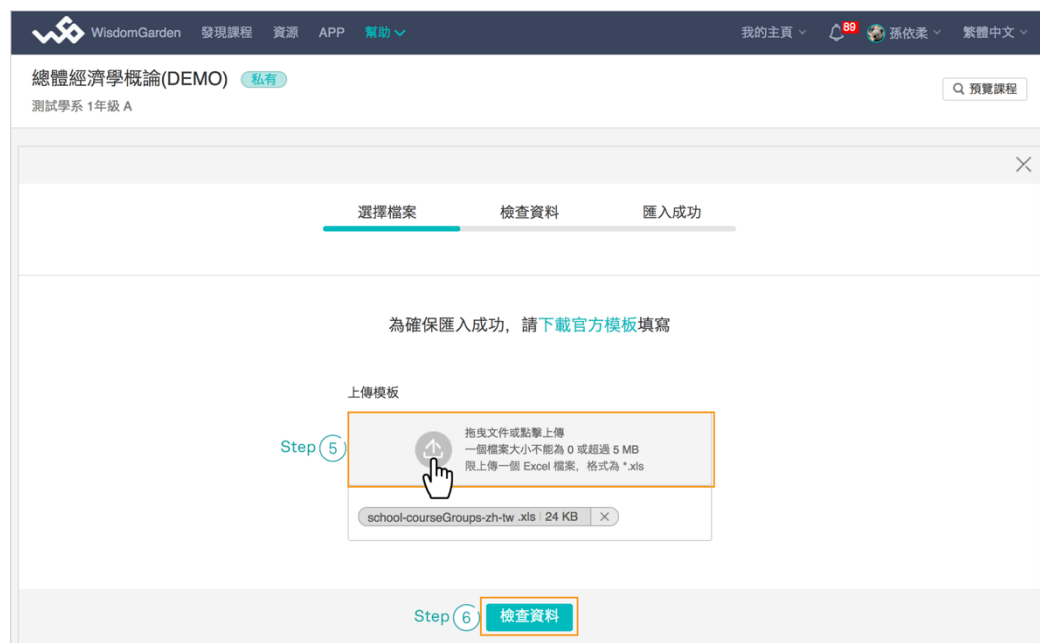 WisdomGarden 發現課程 資源 APP 幫助 我的主頁 89 孫依柔 繁體中文
總體經濟學概論(DEMO) 私有
測試學系 1年級 A
預覽課程
選擇檔案 檢查資料 匯入成功
為確保匯入成功，請下載官方模板填寫
上傳模板
Step 5
拖曳文件或點擊上傳
一個檔案大小不能為 0 或超過 5 MB
限上傳一個 Excel 檔案，格式為 *.xls
school-courseGroups-zh-tw .xls 24 KB
Step 6 檢查資料